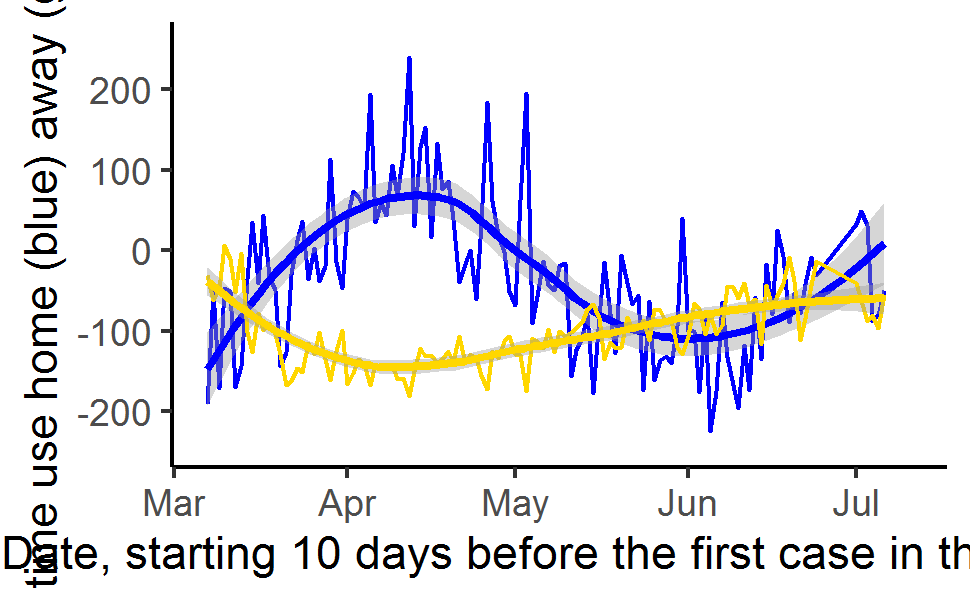 time use home (blue) away (
200
100
0
-100
-200
Mar Apr May Jun Jul
Date, starting 10 days before the first case in th